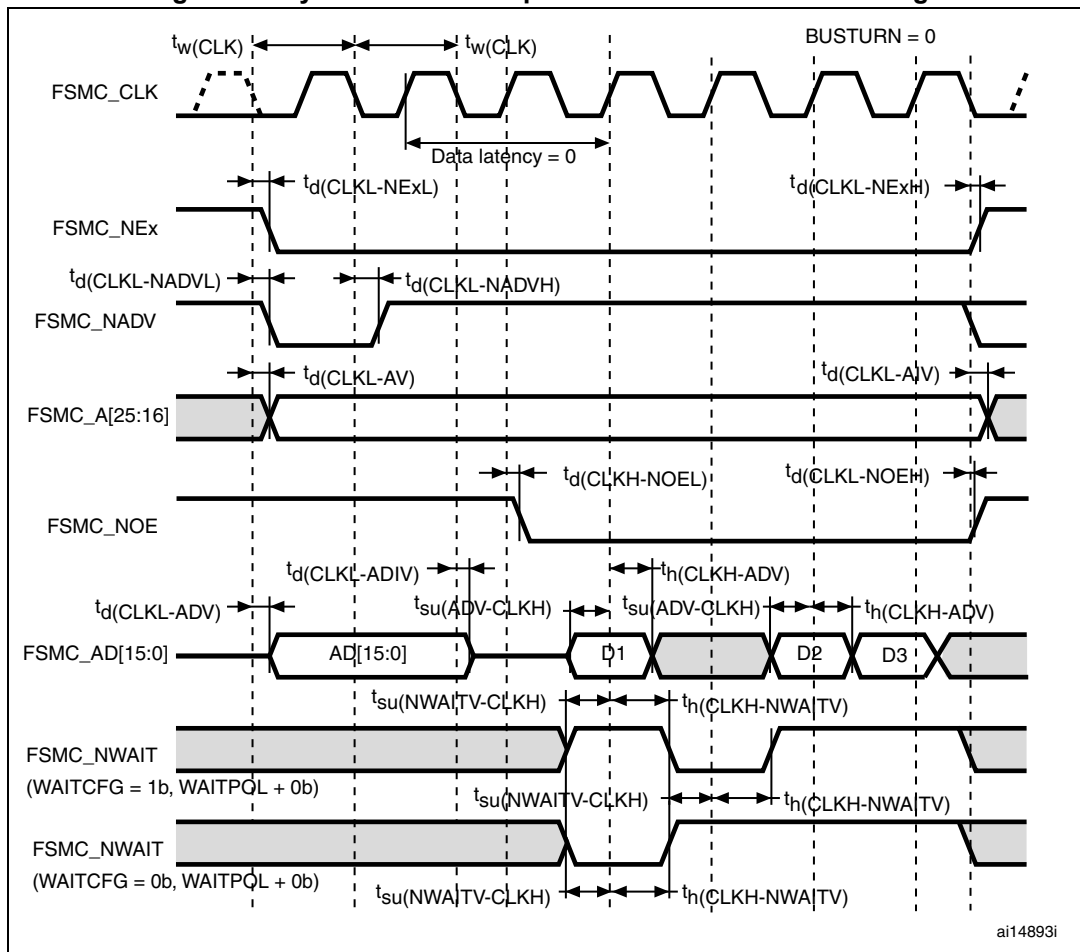 BUSTURN = 0
tw(CLK) tw(CLK)
FSMC_CLK
Data latency = 0
td(CLKL-NExL) td(CLKL-NExH)
FSMC_NEx
td(CLKL-NADVL) td(CLKL-NADVH)
FSMC_NADV
td(CLKL-AV) td(CLKL-AIV)
FSMC_A[25:16]
td(CLKH-NOEL) td(CLKL-NOEH)
FSMC_NOE
td(CLKL-ADIV) th(CLKH-ADV)
td(CLKL-ADV) tsu(ADV-CLKH) tsu(ADV-CLKH) th(CLKH-ADV)
FSMC_AD[15:0] AD[15:0] D1 D2 D3
tsu(NWAITV-CLKH) th(CLKH-NWAITV)
FSMC_NWAIT
(WAITCFG = 1b, WAITPOL + 0b)
tsu(NWAITV-CLKH) th(CLKH-NWAITV)
FSMC_NWAIT
(WAITCFG = 0b, WAITPOL + 0b)
tsu(NWAITV-CLKH) th(CLKH-NWAITV)
ai14893i